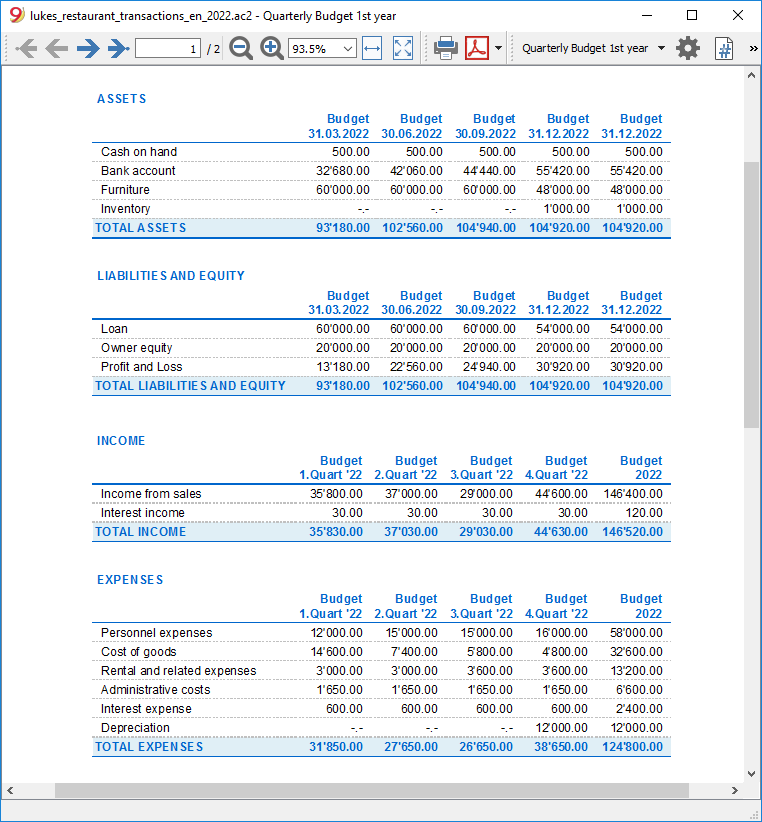 lukes_restaurant_transactions_en_2022.ac2 - Quarterly Budget 1st year
1 / 2 93.5% Quarterly Budget 1st year »
ASSETS
Budget Budget Budget Budget Budget
31.03.2022 30.06.2022 30.09.2022 31.12.2022 31.12.2022
Cash on hand 500.00 500.00 500.00 500.00 500.00
Bank account 32'680.00 42'060.00 44'440.00 55'420.00 55'420.00
Furniture 60'000.00 60'000.00 60'000.00 48'000.00 48'000.00
Inventory -.- -.- -.- 1'000.00 1'000.00
TOTAL ASSETS 93'180.00 102'560.00 104'940.00 104'920.00 104'920.00
LIABILITIES AND EQUITY
Budget Budget Budget Budget Budget
31.03.2022 30.06.2022 30.09.2022 31.12.2022 31.12.2022
Loan 60'000.00 60'000.00 60'000.00 54'000.00 54'000.00
Owner equity 20'000.00 20'000.00 20'000.00 20'000.00 20'000.00
Profit and Loss 13'180.00 22'560.00 24'940.00 30'920.00 30'920.00
TOTAL LIABILITIES AND EQUITY 93'180.00 102'560.00 104'940.00 104'920.00 104'920.00
INCOME
Budget Budget Budget Budget Budget
1.Quart '22 2.Quart '22 3.Quart '22 4.Quart '22 2022
Income from sales 35'800.00 37'000.00 29'000.00 44'600.00 146'400.00
Interest income 30.00 30.00 30.00 30.00 120.00
TOTAL INCOME 35'830.00 37'030.00 29'030.00 44'630.00 146'520.00
EXPENSES
Budget Budget Budget Budget Budget
1.Quart '22 2.Quart '22 3.Quart '22 4.Quart '22 2022
Personnel expenses 12'000.00 15'000.00 15'000.00 16'000.00 58'000.00
Cost of goods 14'600.00 7'400.00 5'800.00 4'800.00 32'600.00
Rental and related expenses 3'000.00 3'000.00 3'600.00 3'600.00 13'200.00
Administrative costs 1'650.00 1'650.00 1'650.00 1'650.00 6'600.00
Interest expense 600.00 600.00 600.00 600.00 2'400.00
Depreciation -.- -.- -.- 12'000.00 12'000.00
TOTAL EXPENSES 31'850.00 27'650.00 26'650.00 38'650.00 124'800.00